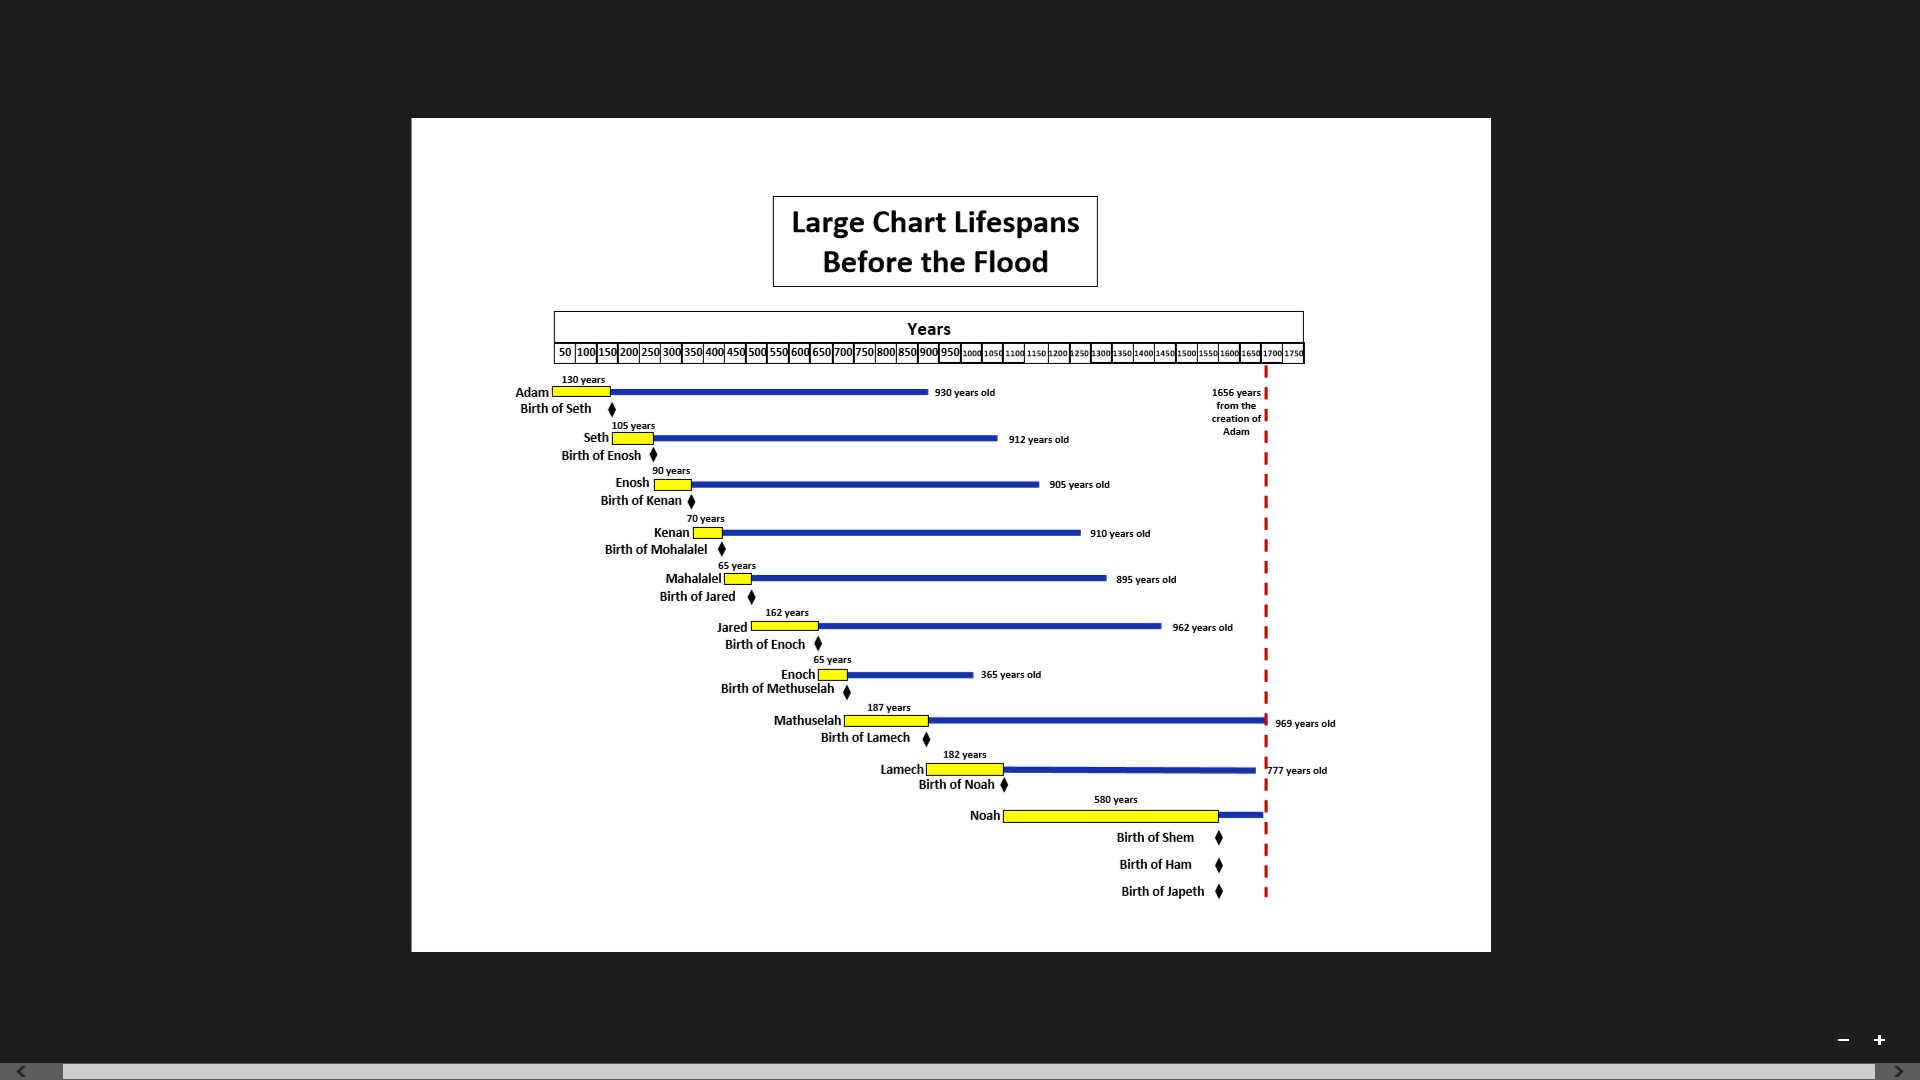 Large Chart Lifespans
Before the Flood
Years
50 100 150 200 250 300 350 400 450 500 550 600 650 700 750 800 850 900 950 1000 1050 1100 1150 1200 1250 1300 1350 1400 1450 1500 1550 1600 1650 1700 1750
130 years
Adam
930 years old
Birth of Seth
1656 years
from the
creation of
Adam
105 years
Seth
912 years old
Birth of Enosh
90 years
Enosh
905 years old
Birth of Kenan
70 years
Kenan
910 years old
Birth of Mohalalel
65 years
Mahalalel
895 years old
Birth of Jared
162 years
Jared
962 years old
Birth of Enoch
65 years
Enoch
365 years old
Birth of Methuselah
187 years
Mathuselah
969 years old
Birth of Lamech
182 years
Lamech
777 years old
Birth of Noah
580 years
Noah
Birth of Shem
Birth of Ham
Birth of Japeth